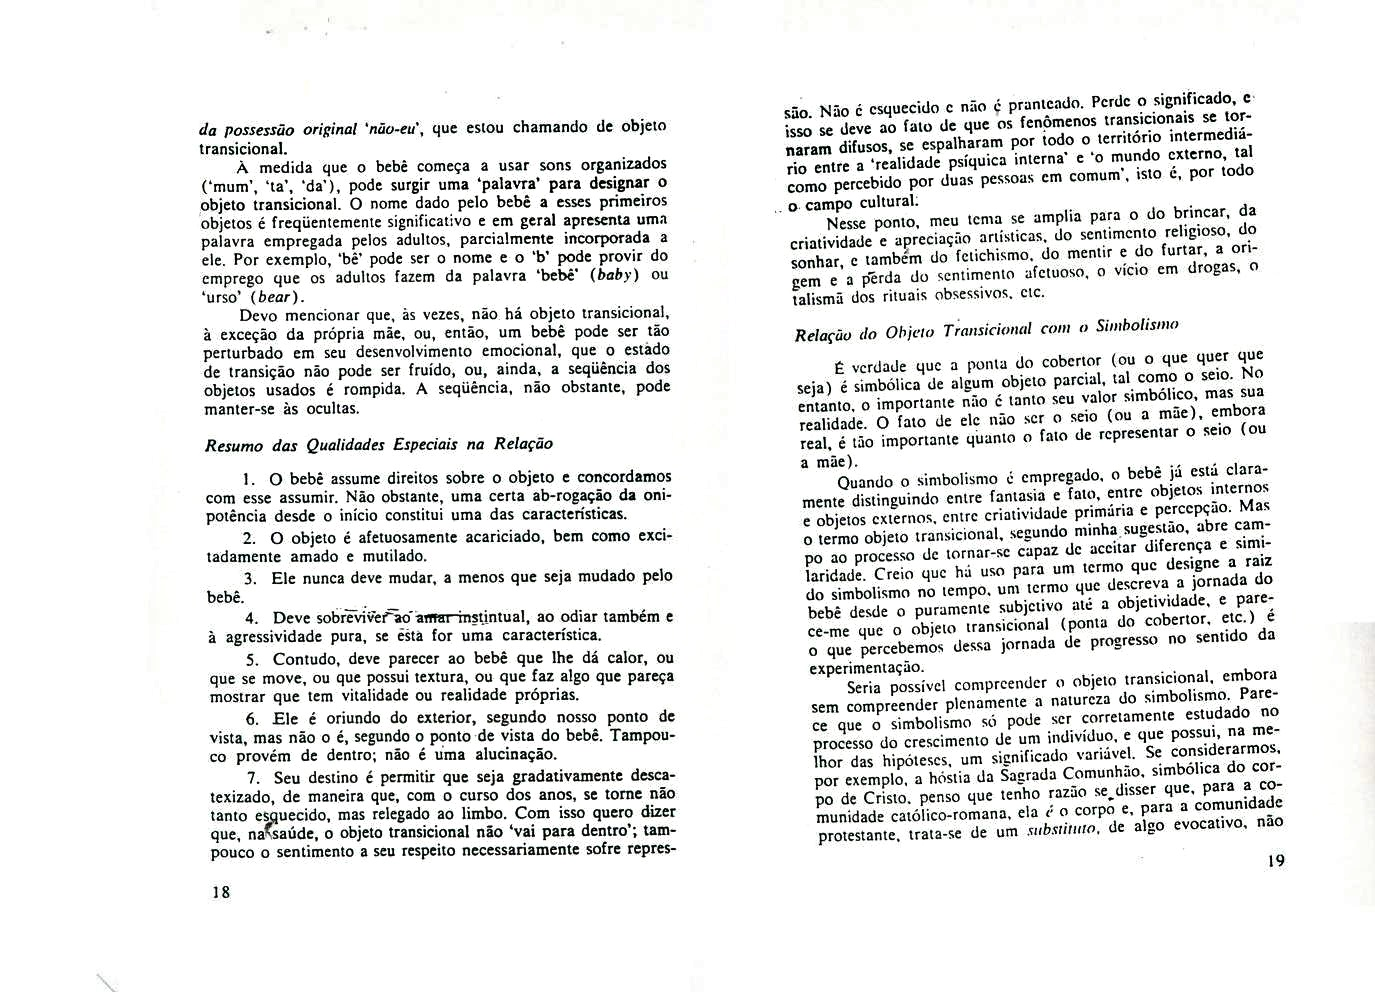 da possessão original 'não-eu', que estou chamando de objeto
transicional.
À medida que o bebê começa a usar sons organizados
('mum', 'ta', 'da'), pode surgir uma 'palavra' para designar o
objeto transicional. O nome dado pelo bebê a esses primeiros
objetos é freqüentemente significativo e em geral apresenta uma
palavra empregada pelos adultos, parcialmente incorporada a
ele. Por exemplo, 'bê' pode ser o nome e o 'b' pode provir do
emprego que os adultos fazem da palavra 'bebê' (baby) ou
'urso' (bear).
Devo mencionar que, às vezes, não há objeto transicional,
à exceção da própria mãe, ou, então, um bebê pode ser tão
perturbado em seu desenvolvimento emocional, que o estado
de transição não pode ser fruído, ou, ainda, a seqüência dos
objetos usados é rompida. A seqüência, não obstante, pode
manter-se às ocultas.
Resumo das Qualidades Especiais na Relação
1. O bebê assume direitos sobre o objeto e concordamos
com esse assumir. Não obstante, uma certa ab-rogação da oni-
potência desde o início constitui uma das características.
2. O objeto é afetuosamente acariciado, bem como exci-
tadamente amado e mutilado.
3. Ele nunca deve mudar, a menos que seja mudado pelo
bebê.
4. Deve sobreviver ao amar instintual, ao odiar também e
à agressividade pura, se esta for uma característica.
5. Contudo, deve parecer ao bebê que lhe dá calor, ou
que se move, ou que possui textura, ou que faz algo que pareça
mostrar que tem vitalidade ou realidade próprias.
6. Ele é oriundo do exterior, segundo nosso ponto de
vista, mas não o é, segundo o ponto de vista do bebê. Tampou-
co provém de dentro; não é uma alucinação.
7. Seu destino é permitir que seja gradativamente desca-
texizado, de maneira que, com o curso dos anos, se torne não
tanto esquecido, mas relegado ao limbo. Com isso quero dizer
que, na saúde, o objeto transicional não 'vai para dentro'; tam-
pouco o sentimento a seu respeito necessariamente sofre repres-
18
são. Não é esquecido e não é pranteado. Perde o significado, e
isso se deve ao fato de que os fenômenos transicionais se tor-
naram difusos, se espalharam por todo o território intermediá-
rio entre a 'realidade psíquica interna' e 'o mundo externo, tal
como percebido por duas pessoas em comum', isto é, por todo
o campo cultural.
Nesse ponto, meu tema se amplia para o do brincar, da
criatividade e apreciação artísticas, do sentimento religioso, do
sonhar, e também do fetichismo, do mentir e do furtar, a ori-
gem e a perda do sentimento afetuoso, o vício em drogas, o
talismã dos rituais obsessivos, etc.
Relação do Objeto Transicional com o Simbolismo
É verdade que a ponta do cobertor (ou o que quer que
seja) é simbólica de algum objeto parcial, tal como o seio. No
entanto, o importante não é tanto seu valor simbólico, mas sua
realidade. O fato de ele não ser o seio (ou a mãe), embora
real, é tão importante quanto o fato de representar o seio (ou
a mãe).
Quando o simbolismo é empregado, o bebê já está clara-
mente distinguindo entre fantasia e fato, entre objetos internos
e objetos externos, entre criatividade primária e percepção. Mas
o termo objeto transicional, segundo minha sugestão, abre cam-
po ao processo de tornar-se capaz de aceitar diferença e simi-
laridade. Creio que há uso para um termo que designe a raiz
do simbolismo no tempo, um termo que descreva a jornada do
bebê desde o puramente subjetivo até a objetividade, e pare-
ce-me que o objeto transicional (ponta do cobertor, etc.) é
o que percebemos dessa jornada de progresso no sentido da
experimentação.
Seria possível compreender o objeto transicional, embora
sem compreender plenamente a natureza do simbolismo. Pare-
ce que o simbolismo só pode ser corretamente estudado no
processo do crescimento de um indivíduo, e que possui, na me-
lhor das hipóteses, um significado variável. Se considerarmos,
por exemplo, a hóstia da Sagrada Comunhão, simbólica do cor-
po de Cristo, penso que tenho razão se disser que, para a co-
munidade católico-romana, ela é o corpo e, para a comunidade
protestante, trata-se de um substituto, de algo evocativo, não
19